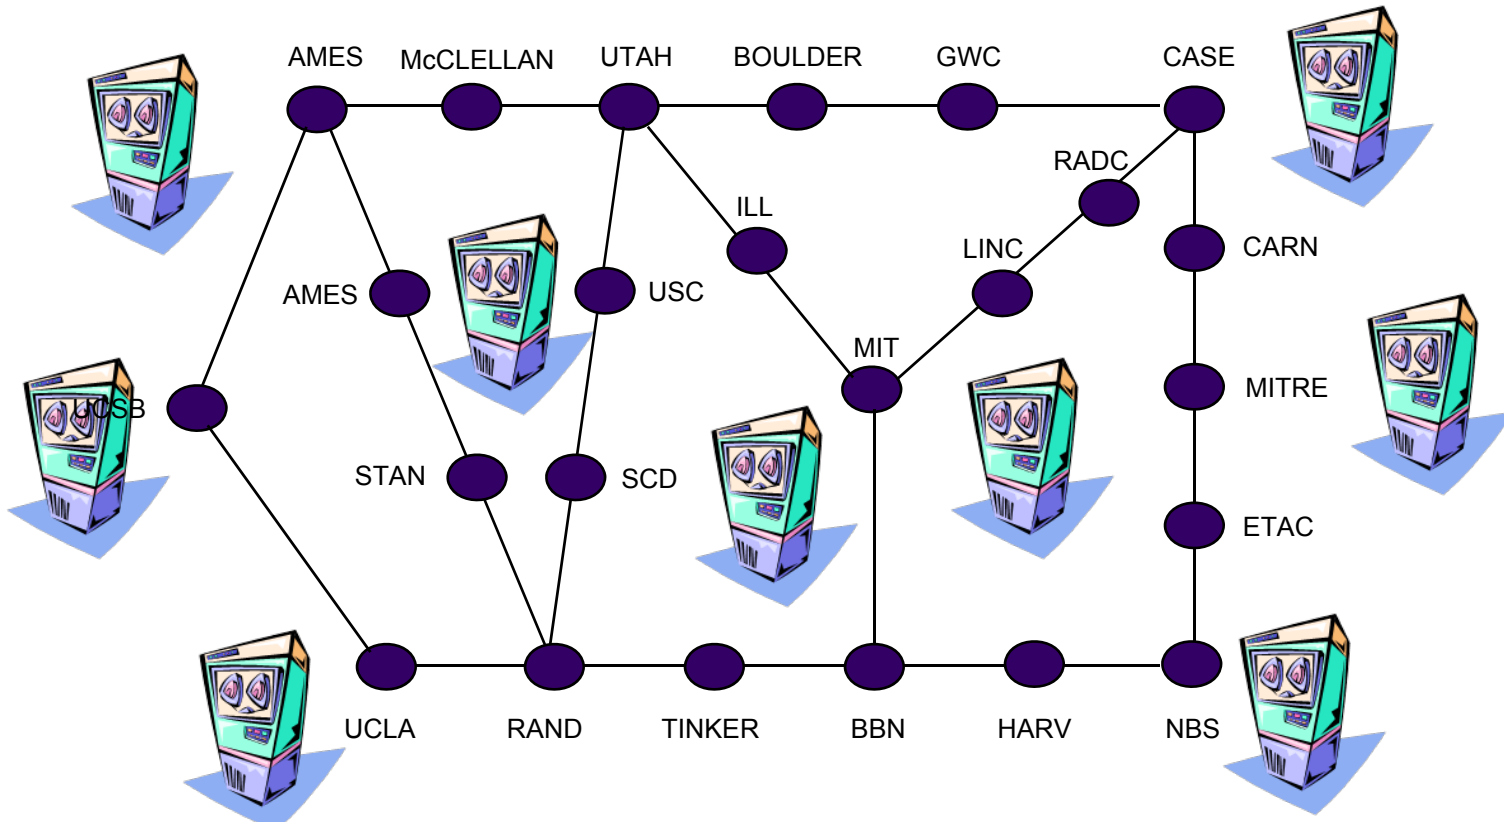 AMES
McCLELLAN
UTAH
BOULDER
GWC
CASE
RADC
ILL
LINC
CARN
AMES
USC
MIT
MITRE
UCSB
STAN
SCD
ETAC
UCLA
RAND
TINKER
BBN
HARV
NBS